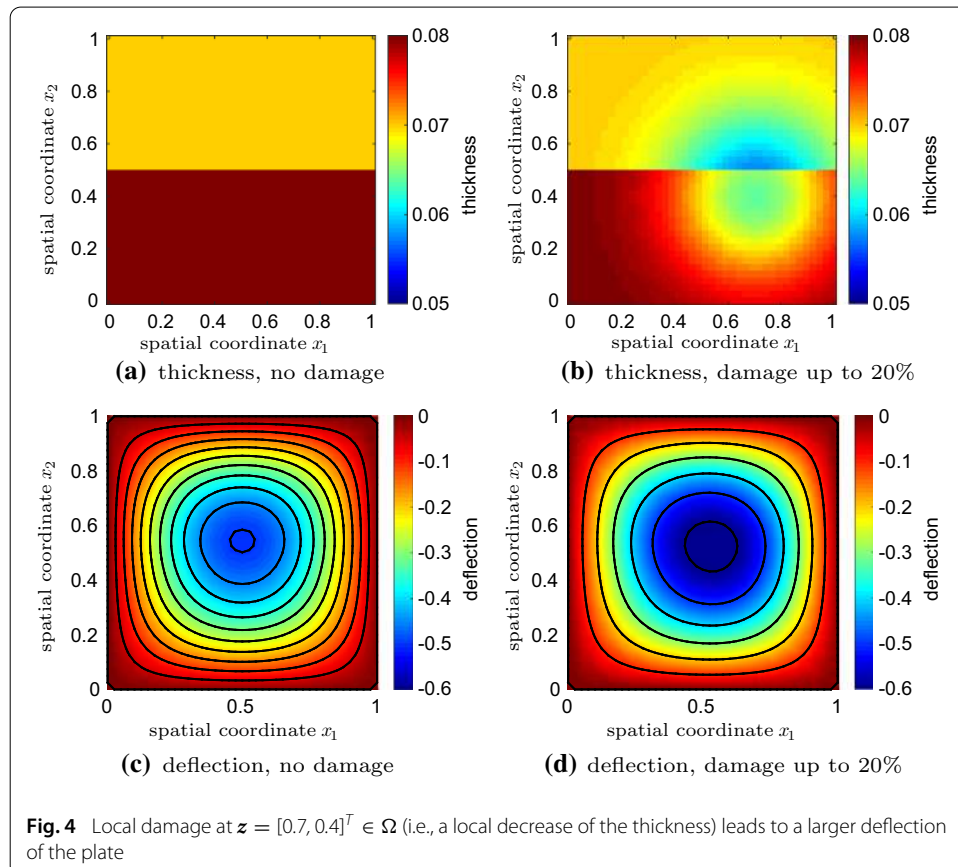 1
0.8
0.6
0.4
0.2
0
spatial coordinate x₂
0 0.2 0.4 0.6 0.8 1
spatial coordinate x₁
0.08
0.07
0.06
0.05
thickness
(a) thickness, no damage
1
0.8
0.6
0.4
0.2
0
spatial coordinate x₂
0 0.2 0.4 0.6 0.8 1
spatial coordinate x₁
0.08
0.07
0.06
0.05
thickness
(b) thickness, damage up to 20%
1
0.8
0.6
0.4
0.2
0
spatial coordinate x₂
0 0.5 1
spatial coordinate x₁
0
-0.1
-0.2
-0.3
-0.4
-0.5
-0.6
deflection
(c) deflection, no damage
1
0.8
0.6
0.4
0.2
0
spatial coordinate x₂
0 0.5 1
spatial coordinate x₁
0
-0.1
-0.2
-0.3
-0.4
-0.5
-0.6
deflection
(d) deflection, damage up to 20%
Fig. 4 Local damage at z = [0.7, 0.4]ᵀ ∈ Ω (i.e., a local decrease of the thickness) leads to a larger deflection
of the plate